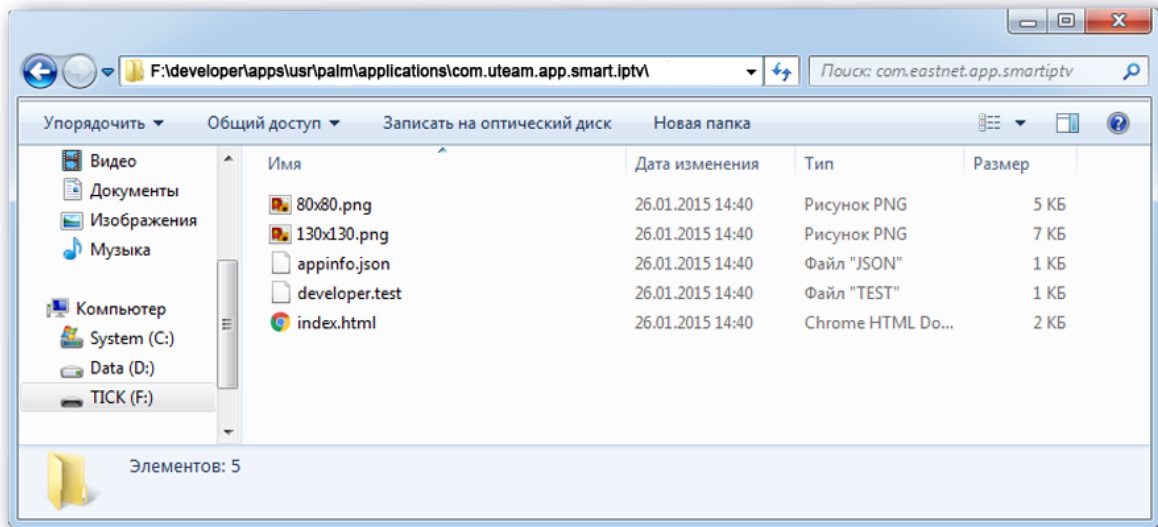 F:\developer\apps\usr\palm\applications\com.uteam.app.smart.iptv\
Поиск: com.eastnet.app.smartiptv
Упорядочить Общий доступ Записать на оптический диск Новая папка
Видео
Документы
Изображения
Музыка
Компьютер
System (C:)
Data (D:)
TICK (F:)
Имя Дата изменения Тип Размер
80x80.png 26.01.2015 14:40 Рисунок PNG 5 КБ
130x130.png 26.01.2015 14:40 Рисунок PNG 7 КБ
appinfo.json 26.01.2015 14:40 Файл "JSON" 1 КБ
developer.test 26.01.2015 14:40 Файл "TEST" 1 КБ
index.html 26.01.2015 14:40 Chrome HTML Do... 2 КБ
Элементов: 5